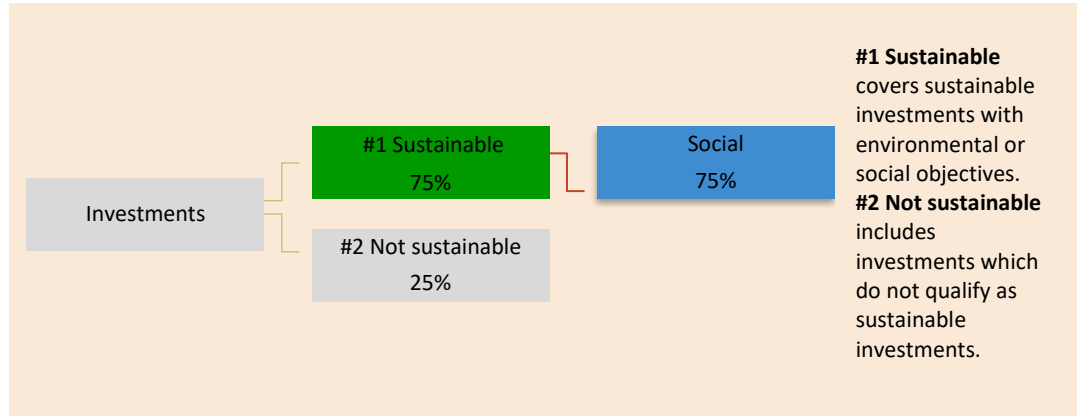 Investments
#1 Sustainable
75%
#2 Not sustainable
25%
Social
75%
#1 Sustainable
covers sustainable
investments with
environmental or
social objectives.
#2 Not sustainable
includes
investments which
do not qualify as
sustainable
investments.